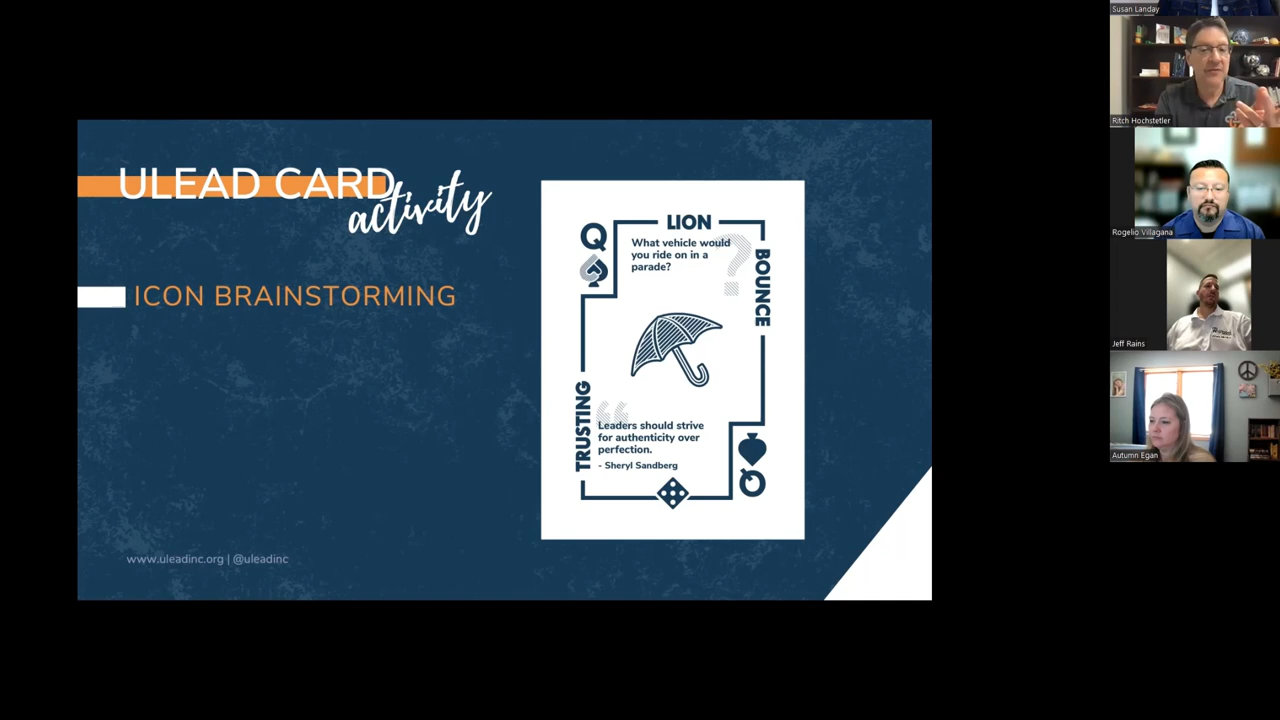 ULEAD CARD
activity
ICON BRAINSTORMING
Q
LION
What vehicle would
you ride on in a
parade?
?
BOUNCE
TRUSTING
“
Leaders should strive
for authenticity over
perfection.
- Sheryl Sandberg
Q
www.uleadinc.org | @uleadinc
Susan Landay
Ritch Hochstetler
Rogelio Villagana
Jeff Rains
Autumn Egan